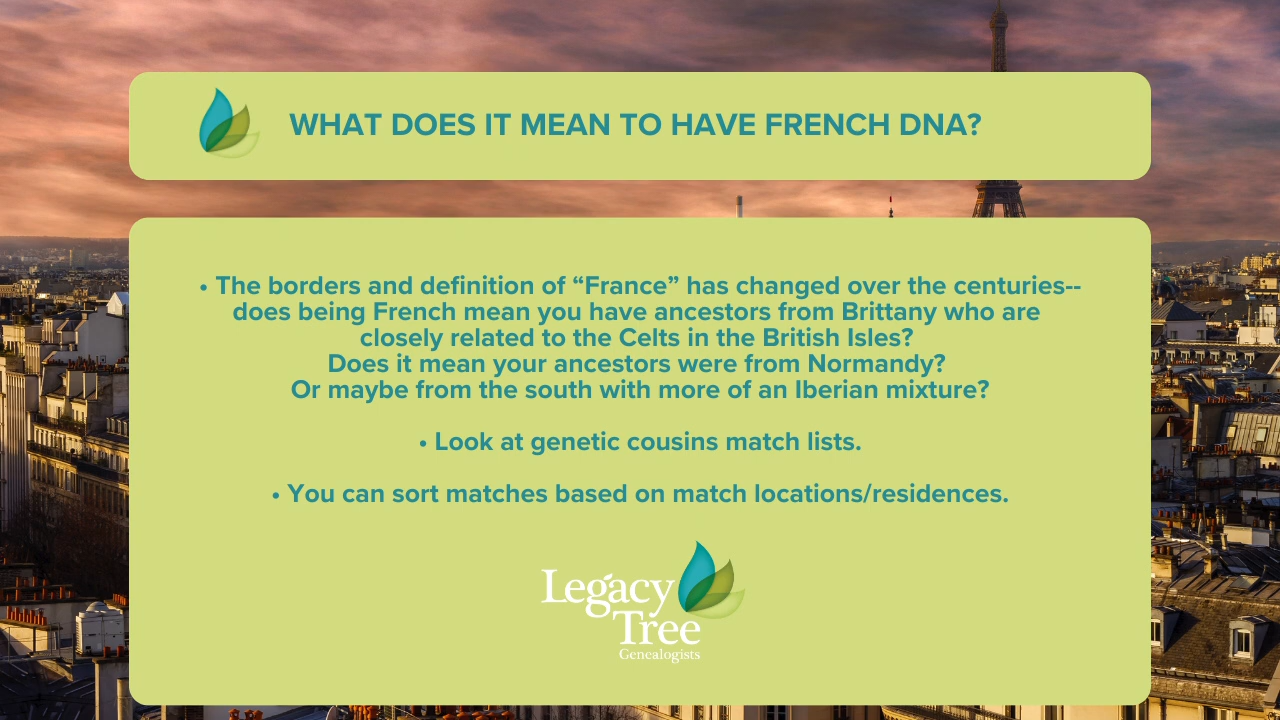 WHAT DOES IT MEAN TO HAVE FRENCH DNA?
• The borders and definition of “France” has changed over the centuries--
does being French mean you have ancestors from Brittany who are
closely related to the Celts in the British Isles?
Does it mean your ancestors were from Normandy?
Or maybe from the south with more of an Iberian mixture?
• Look at genetic cousins match lists.
• You can sort matches based on match locations/residences.
Legacy
Tree
Genealogists